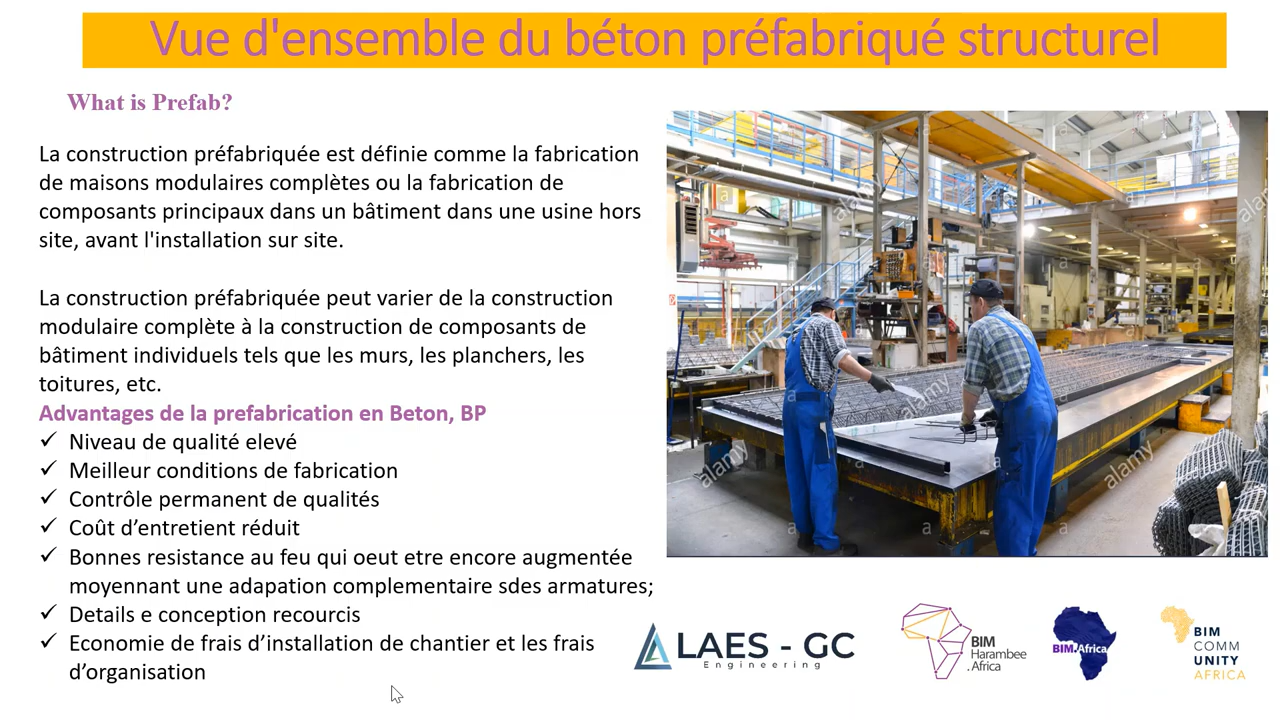 Vue d'ensemble du béton préfabriqué structurel
What is Prefab?
La construction préfabriquée est définie comme la fabrication
de maisons modulaires complètes ou la fabrication de
composants principaux dans un bâtiment dans une usine hors
site, avant l'installation sur site.
La construction préfabriquée peut varier de la construction
modulaire complète à la construction de composants de
bâtiment individuels tels que les murs, les planchers, les
toitures, etc.
Advantages de la prefabrication en Beton, BP
✓ Niveau de qualité elevé
✓ Meilleur conditions de fabrication
✓ Contrôle permanent de qualités
✓ Coût d’entretient réduit
✓ Bonnes resistance au feu qui oeut etre encore augmentée
moyennant une adapation complementaire sdes armatures;
✓ Details e conception recourcis
✓ Economie de frais d’installation de chantier et les frais
d’organisation
alamy
alamy
alamy
alamy
a
a
a
a
LAES - GC
Engineering
BIM
Harambee
.Africa
BIM.Africa
BIM
COMM
UNITY
AFRICA